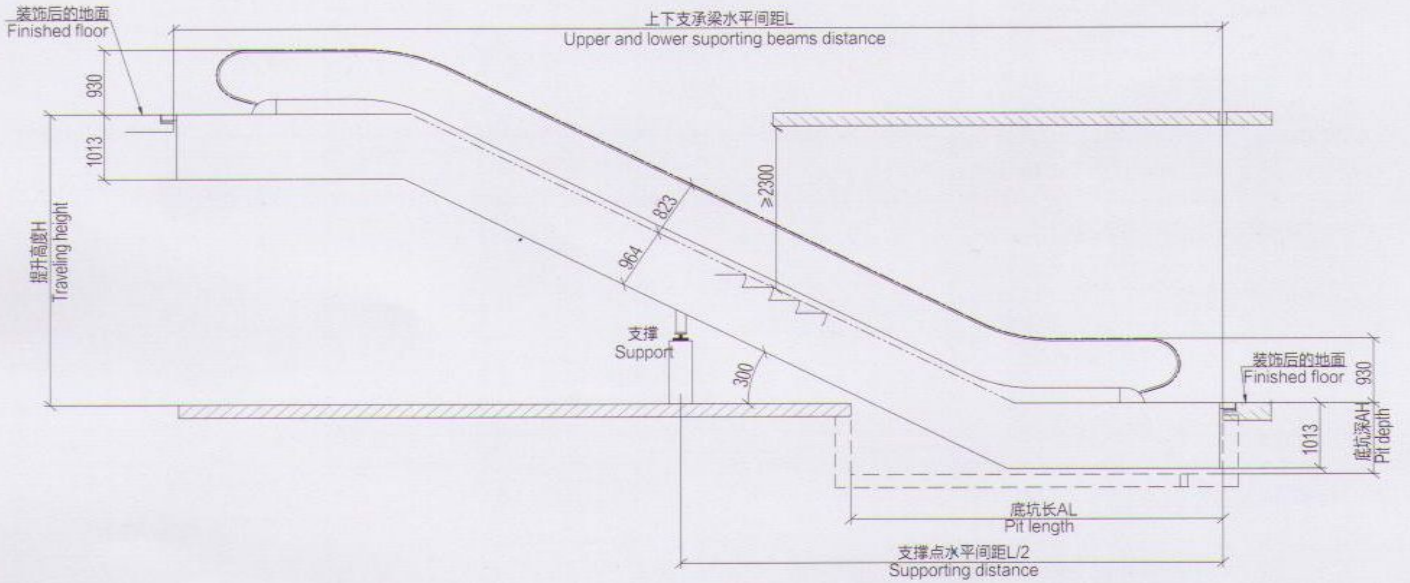 装饰后的地面
Finished floor
上下支承梁水平间距L
Upper and lower suporting beams distance
930
1013
提升高度H
Traveling height
823
964
≥2300
支撑
Support
300
装饰后的地面
Finished floor
930
1013
底坑深AH
Pit depth
底坑长AL
Pit length
支撑点水平间距L/2
Supporting distance